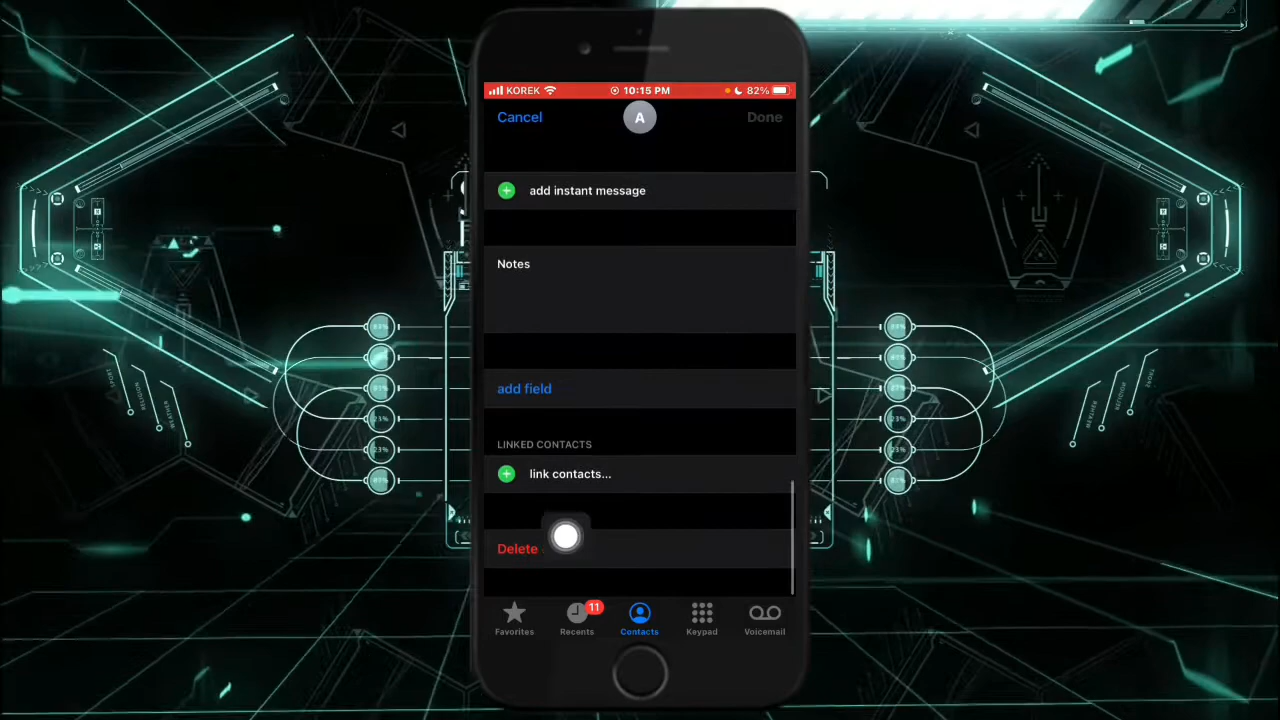 KOREK 10:15 PM 82%
Cancel A Done
add instant message
Notes
add field
LINKED CONTACTS
link contacts...
Delete
11
Favorites Recents Contacts Keypad Voicemail